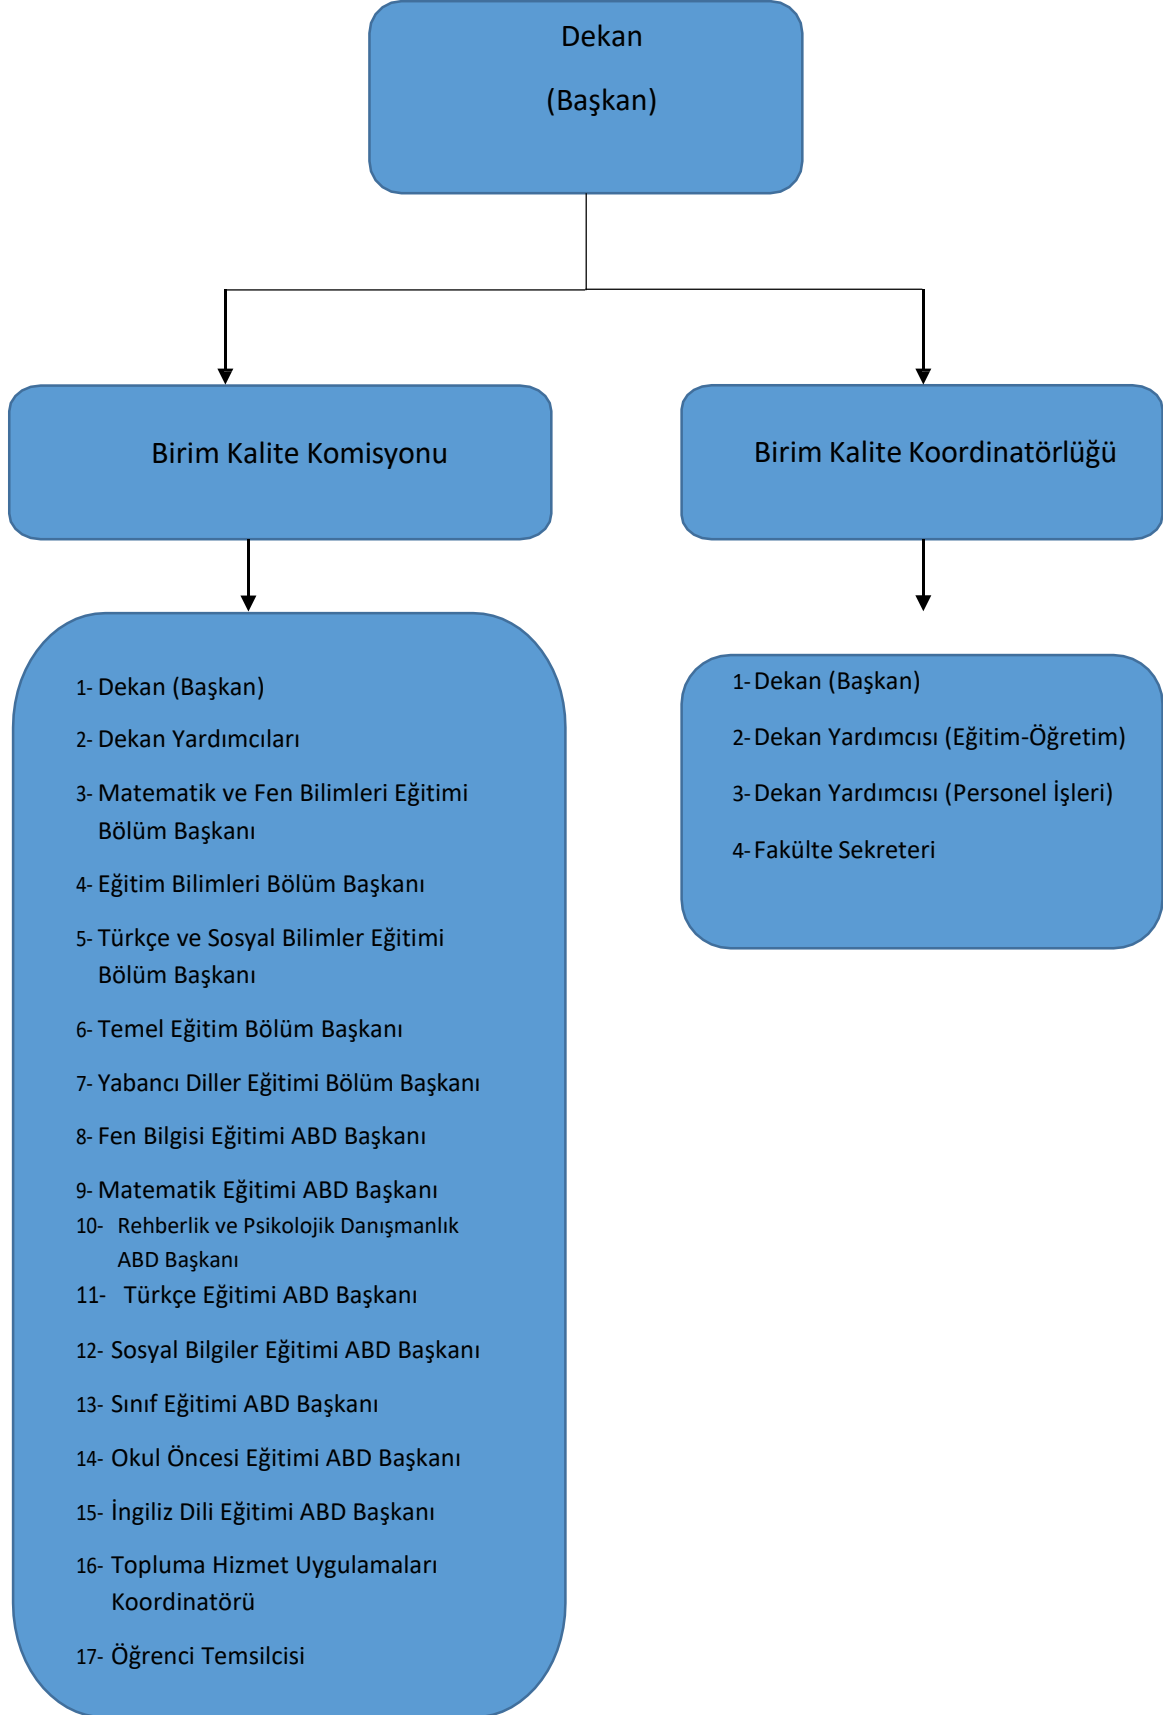 Dekan
(Başkan)
Birim Kalite Komisyonu
Birim Kalite Koordinatörlüğü
1- Dekan (Başkan)
2- Dekan Yardımcıları
3- Matematik ve Fen Bilimleri Eğitimi
Bölüm Başkanı
4- Eğitim Bilimleri Bölüm Başkanı
5- Türkçe ve Sosyal Bilimler Eğitimi
Bölüm Başkanı
6- Temel Eğitim Bölüm Başkanı
7- Yabancı Diller Eğitimi Bölüm Başkanı
8- Fen Bilgisi Eğitimi ABD Başkanı
9- Matematik Eğitimi ABD Başkanı
10- Rehberlik ve Psikolojik Danışmanlık
ABD Başkanı
11- Türkçe Eğitimi ABD Başkanı
12- Sosyal Bilgiler Eğitimi ABD Başkanı
13- Sınıf Eğitimi ABD Başkanı
14- Okul Öncesi Eğitimi ABD Başkanı
15- İngiliz Dili Eğitimi ABD Başkanı
16- Topluma Hizmet Uygulamaları
Koordinatörü
17- Öğrenci Temsilcisi
1- Dekan (Başkan)
2- Dekan Yardımcısı (Eğitim-Öğretim)
3- Dekan Yardımcısı (Personel İşleri)
4- Fakülte Sekreteri